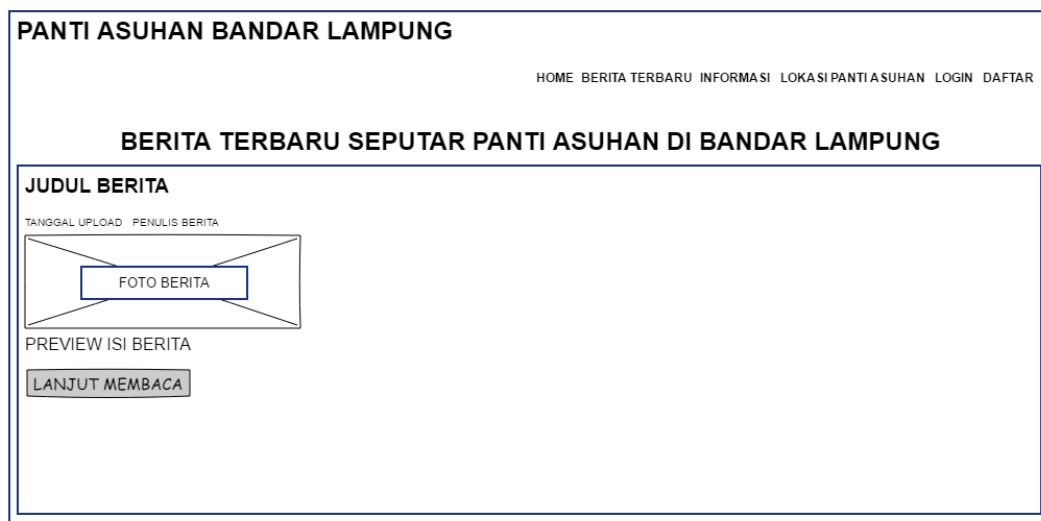 PANTI ASUHAN BANDAR LAMPUNG
HOME BERITA TERBARU INFORMASI LOKASI PANTI ASUHAN LOGIN DAFTAR
BERITA TERBARU SEPUTAR PANTI ASUHAN DI BANDAR LAMPUNG
JUDUL BERITA
TANGGAL UPLOAD PENULIS BERITA
FOTO BERITA
PREVIEW ISI BERITA
LANJUT MEMBACA